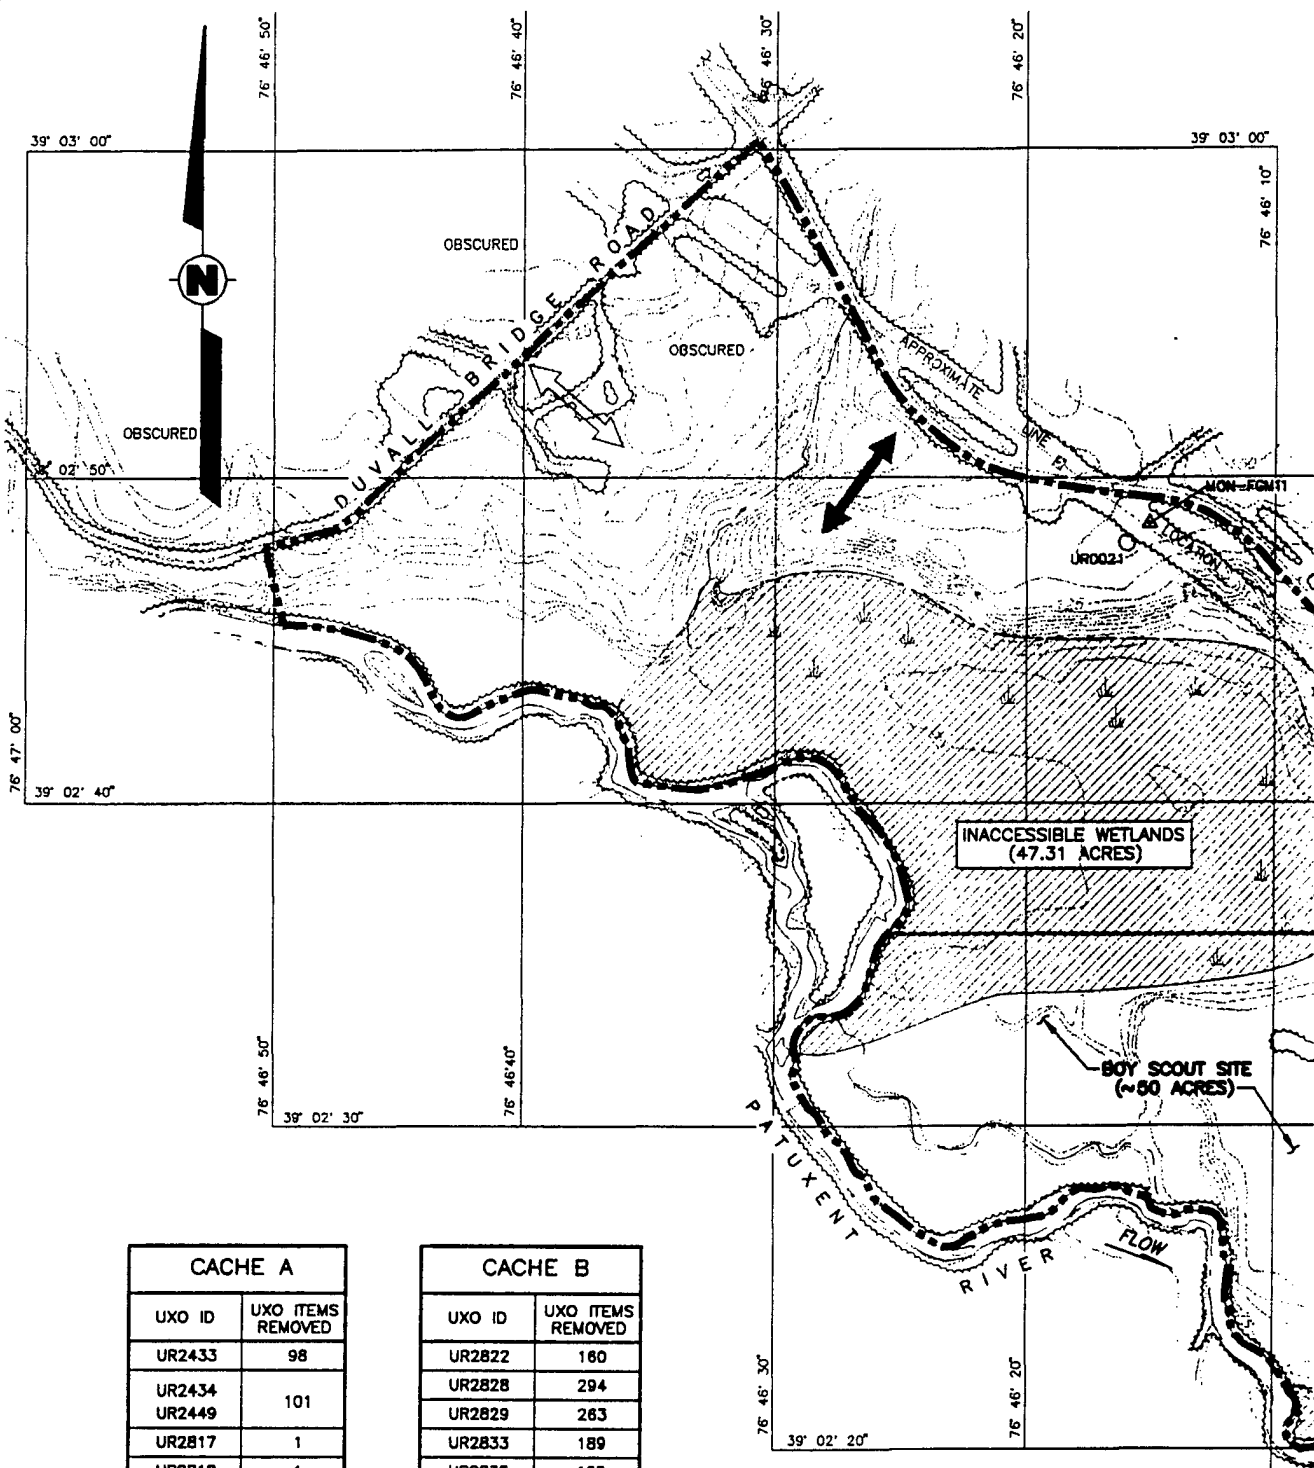 76° 46' 50"
76° 46' 40"
76° 46' 30"
76° 46' 20"
39° 03' 00"
39° 03' 00"
76° 46' 10"
N
OBSCURED
DUVALL BRIDGE ROAD
OBSCURED
OBSCURED
APPROXIMATE
LINE
LOCATION
02' 50"
MON-FGM11
UR0021
76° 47' 00"
39° 02' 40"
INACCESSIBLE WETLANDS
(47.31 ACRES)
BOY SCOUT SITE
(~50 ACRES)
76° 46' 50"
76° 46' 40"
39° 02' 30"
PATUXENT
RIVER
FLOW
76° 46' 30"
76° 46' 20"
39° 02' 20"
CACHE A
UXO ID
UXO ITEMS
REMOVED
UR2433 98
UR2434
UR2449
101
UR2817 1
CACHE B
UXO ID
UXO ITEMS
REMOVED
UR2822 160
UR2828 294
UR2829 263
UR2833 189